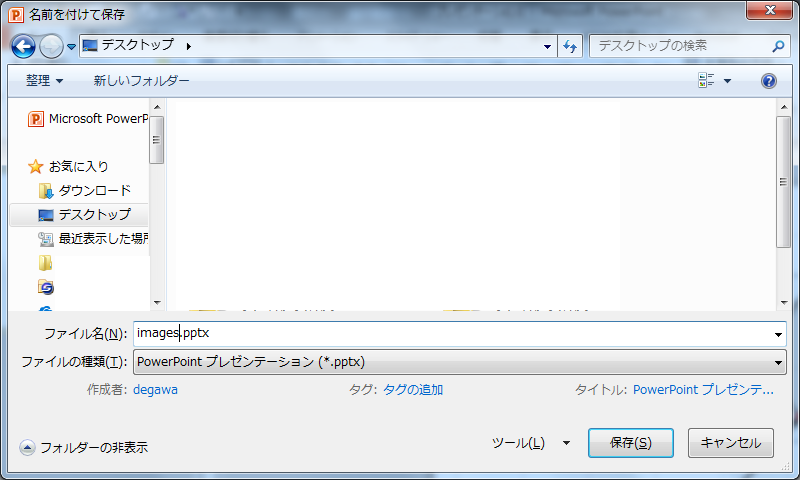 名前を付けて保存
デスクトップ
デスクトップの検索
整理
新しいフォルダー
Microsoft PowerP
お気に入り
ダウンロード
デスクトップ
最近表示した場所
ファイル名(N): images.pptx
ファイルの種類(T): PowerPoint プレゼンテーション (*.pptx)
作成者: degawa タグ: タグの追加 タイトル: PowerPoint プレゼンテ...
フォルダーの非表示
ツール(L)
保存(S)
キャンセル